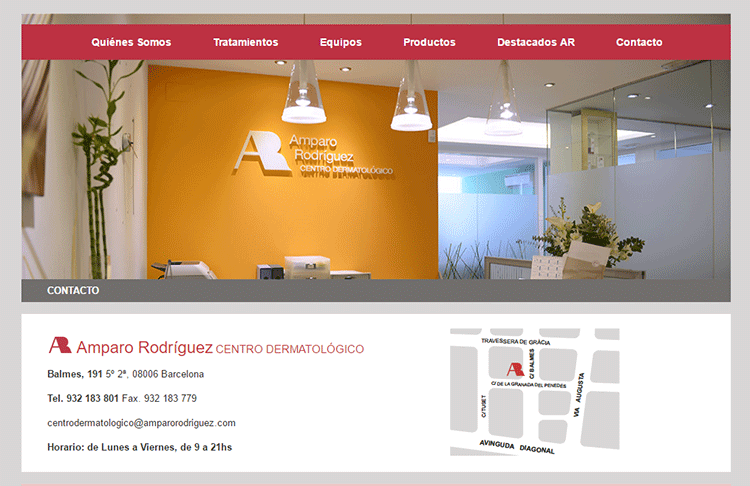 Quiénes Somos Tratamientos Equipos Productos Destacados AR Contacto
AR Amparo
Rodríguez
CENTRO DERMATOLÓGICO
CONTACTO
AR Amparo Rodríguez CENTRO DERMATOLÓGICO
Balmes, 191 5º 2ª. 08006 Barcelona
Tel. 932 183 801 Fax. 932 183 779
centrodermatologico@amparorodriguez.com
Horario: de Lunes a Viernes, de 9 a 21hs
TRAVESSERA DE GRÀCIA
C/ BALMES
AR
C/ DE LA GRANADA DEL PENEDES
C/ TUSET
VIA AUGUSTA
AVINGUDA DIAGONAL